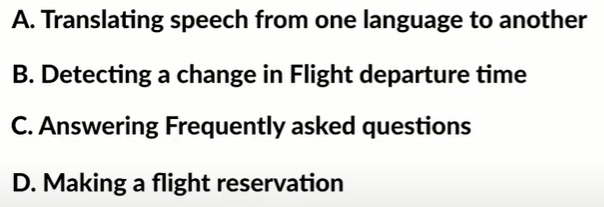 A. Translating speech from one language to another
B. Detecting a change in Flight departure time
C. Answering Frequently asked questions
D. Making a flight reservation